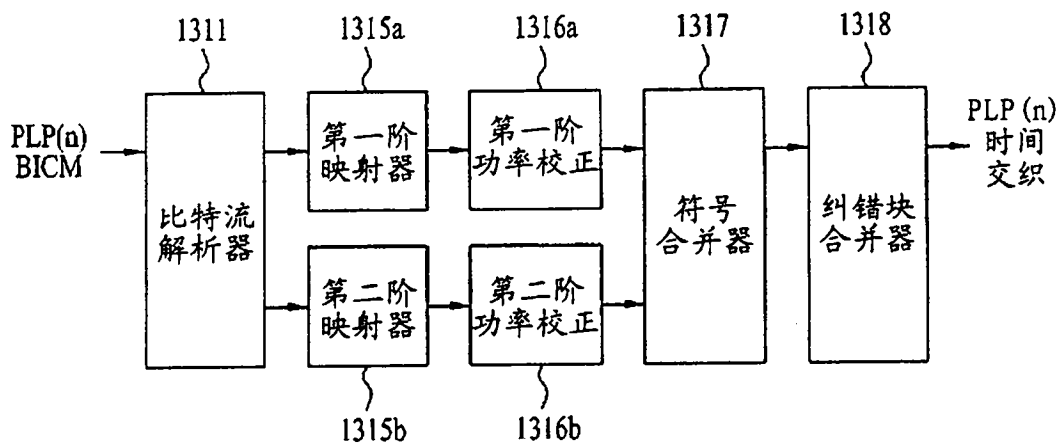 1311
1315a
1316a
1317
1318
PLP(n)
BICM
比特流
解析器
第一阶
映射器
第一阶
功率校正
第二阶
映射器
第二阶
功率校正
符号
合并器
纠错块
合并器
PLP (n)
时间
交织
1315b
1316b